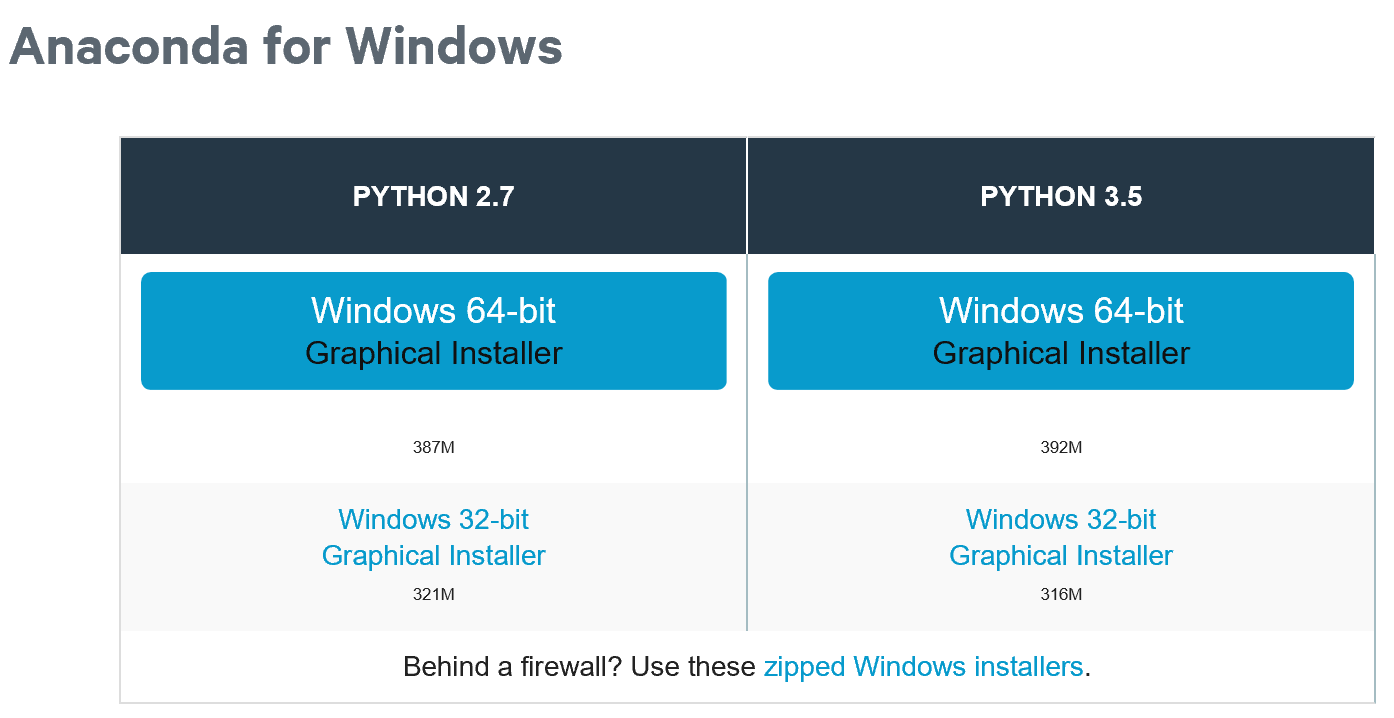 Anaconda for Windows
PYTHON 2.7
PYTHON 3.5
Windows 64-bit
Graphical Installer
387M
Windows 64-bit
Graphical Installer
392M
Windows 32-bit
Graphical Installer
321M
Windows 32-bit
Graphical Installer
316M
Behind a firewall? Use these zipped Windows installers.